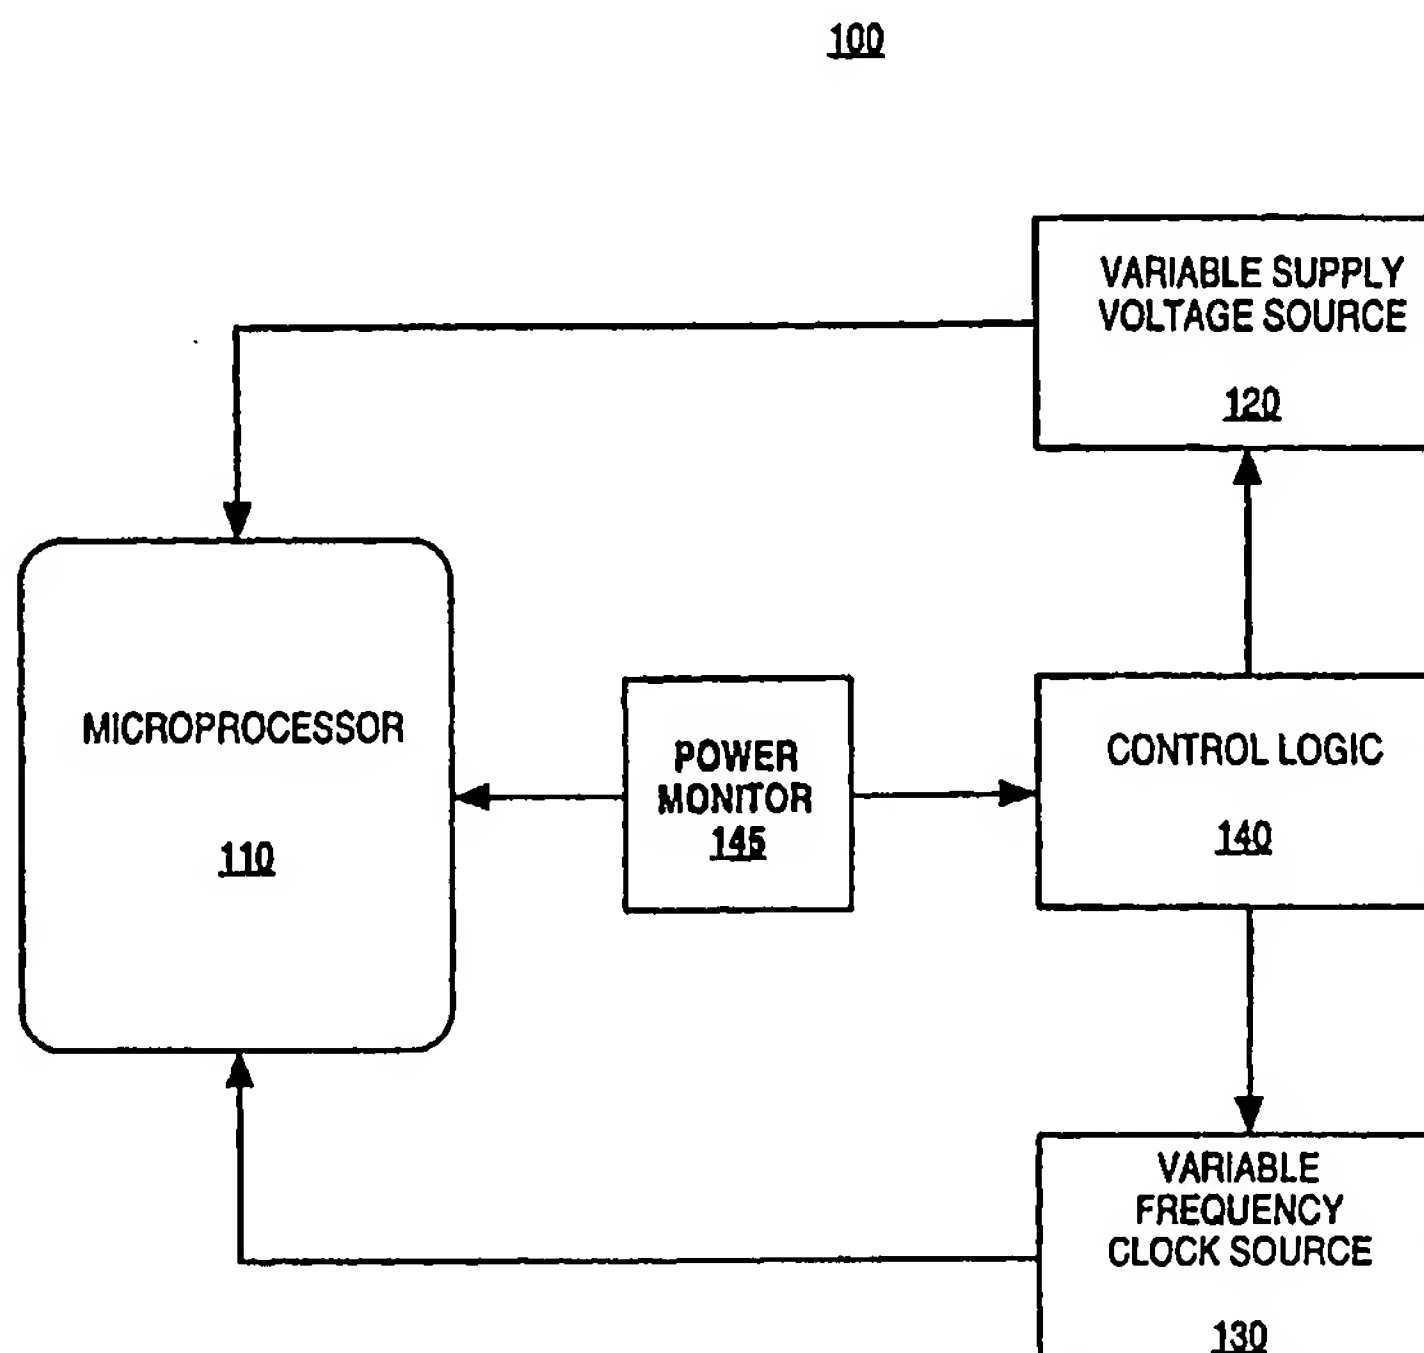 100
VARIABLE SUPPLY
VOLTAGE SOURCE
120
MICROPROCESSOR
110
POWER
MONITOR
145
CONTROL LOGIC
140
VARIABLE
FREQUENCY
CLOCK SOURCE
130